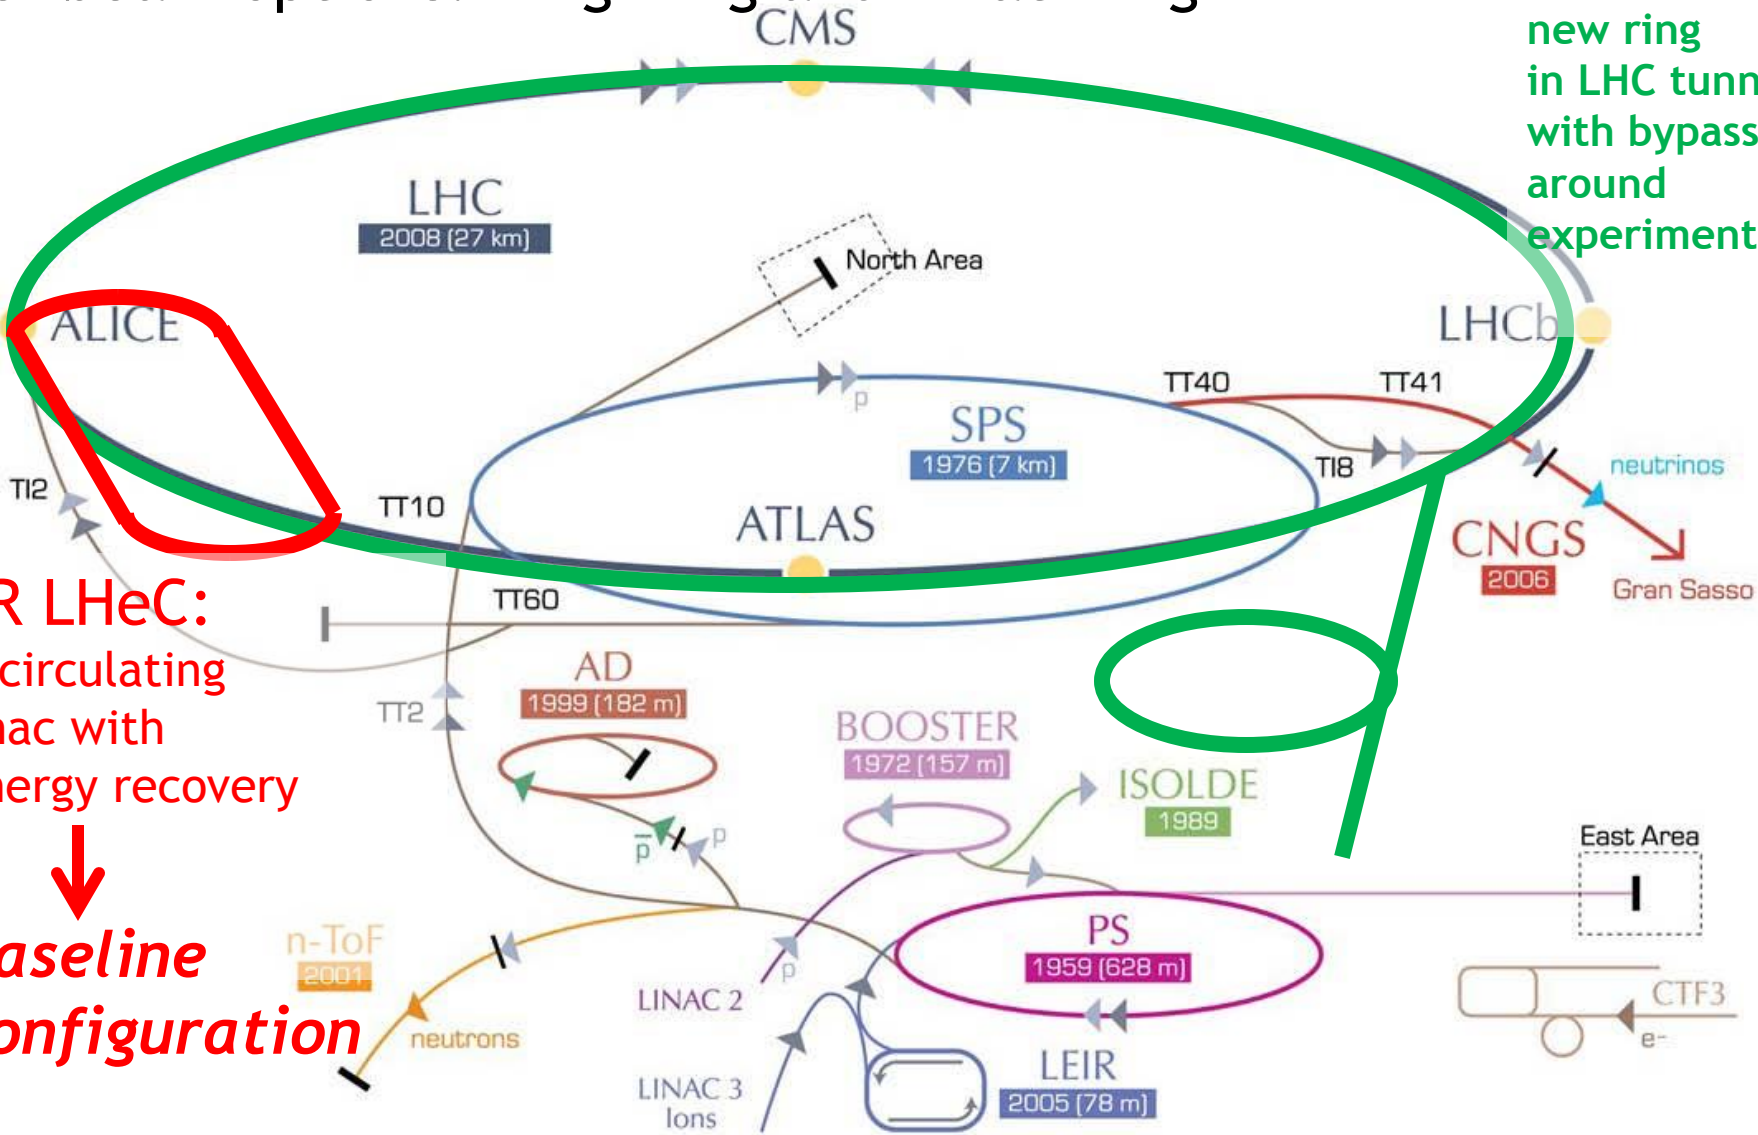 CMS
new ring
in LHC tunn
with bypass
around
experiment
LHC
2008 (27 km)
North Area
ALICE
LHCb
TT40
TT41
p
SPS
1976 (7 km)
TI8
neutrinos
TI2
TT10
ATLAS
CNGS
2006
Gran Sasso
R LHeC:
circulating
nac with
nergy recovery
TT60
AD
1999 (182 m)
TT2
BOOSTER
1972 (157 m)
ISOLDE
1989
p
p
East Area
aseline
onfiguration
n-ToF
2001
neutrons
p
LINAC 2
PS
1959 (628 m)
CTF3
e-
LINAC 3
Ions
LEIR
2005 (78 m)